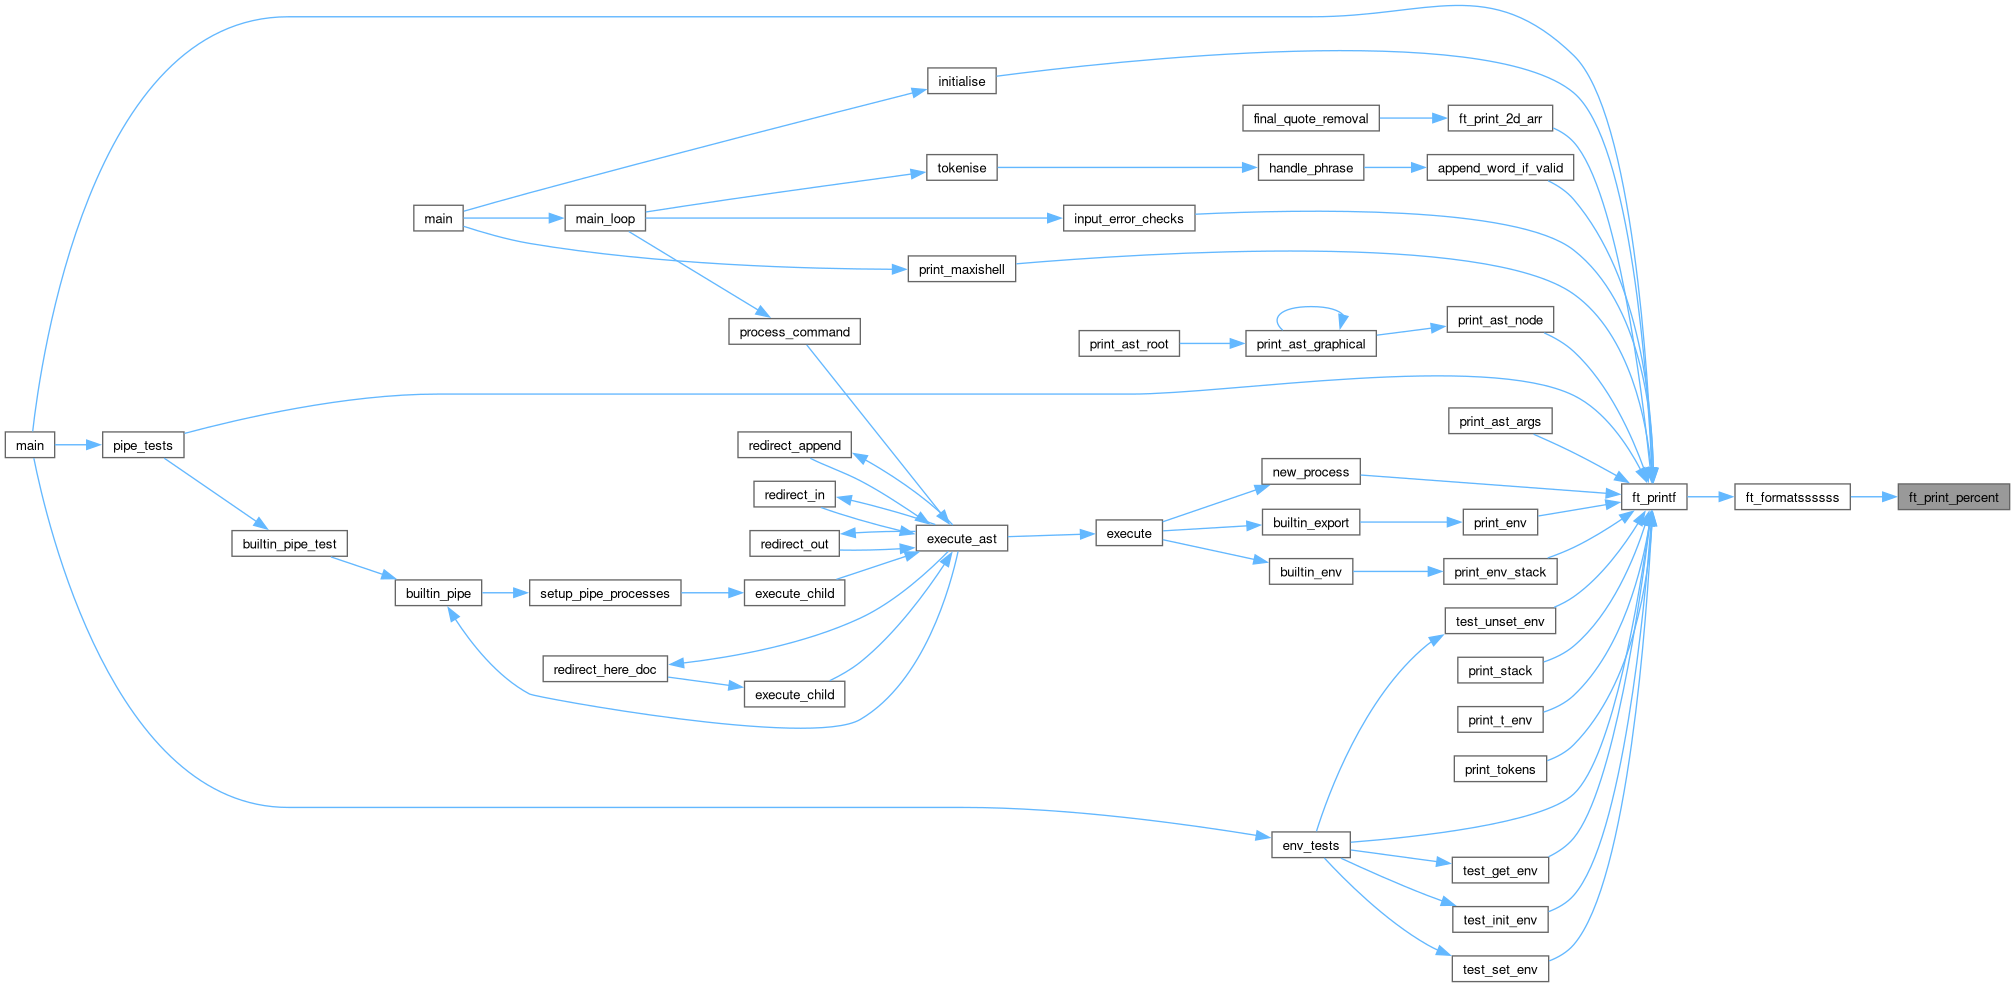 initialise
final_quote_removal
ft_print_2d_arr
tokenise
handle_phrase
append_word_if_valid
main
main_loop
input_error_checks
print_maxishell
process_command
print_ast_root
print_ast_graphical
print_ast_node
print_ast_args
main
pipe_tests
redirect_append
new_process
redirect_in
ft_printf
ft_formatssssss
ft_print_percent
builtin_export
print_env
builtin_pipe_test
redirect_out
execute_ast
execute
builtin_env
print_env_stack
builtin_pipe
setup_pipe_processes
execute_child
test_unset_env
redirect_here_doc
execute_child
print_stack
print_t_env
print_tokens
env_tests
test_get_env
test_init_env
test_set_env